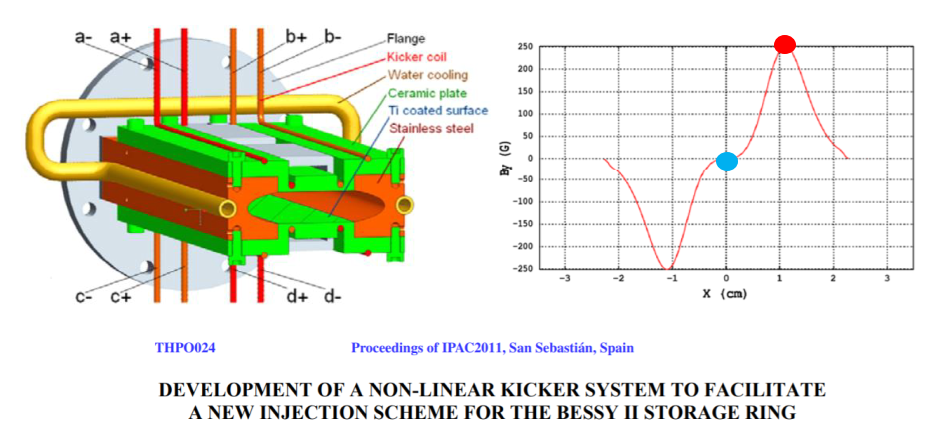 a- a+ b+ b-
Flange
Kicker coil
Water cooling
Ceramic plate
Ti coated surface
Stainless steel
c- c+ d+ d-
250
200
150
100
50
0
-50
-100
-150
-200
-250
By (G)
-3 -2 -1 0 1 2 3
X (cm)
THPO024 Proceedings of IPAC2011, San Sebastián, Spain
DEVELOPMENT OF A NON-LINEAR KICKER SYSTEM TO FACILITATE
A NEW INJECTION SCHEME FOR THE BESSY II STORAGE RING